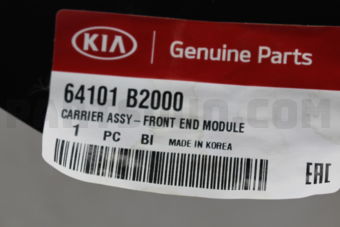 KIA Genuine Parts
64101 B2000
CARRIER ASSY – FRONT END MODULE
1 PC BI MADE IN KOREA
EAC